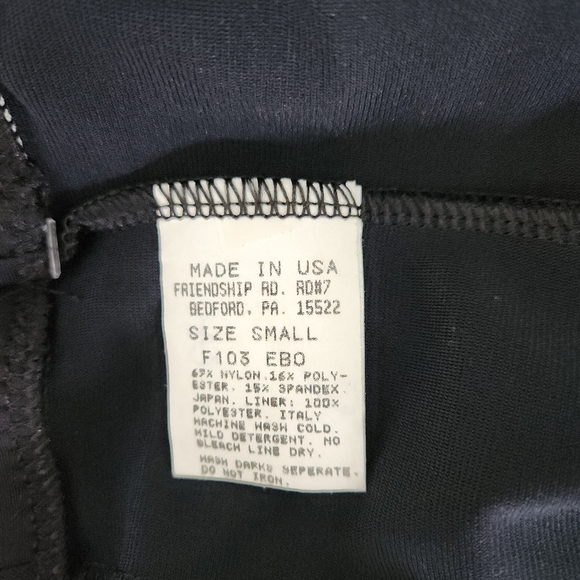 MADE IN USA
FRIENDSHIP RD. RD#7
BEDFORD, PA. 15522
SIZE SMALL
F103 EBO
69% NYLON.16% POLY-
ESTER. 15% SPANDEX.
JAPAN. LINER: 100%
POLYESTER. ITALY
MACHINE WASH COLD.
MILD DETERGENT. NO
BLEACH LINE DRY.
WASH DARKS SEPERATE.
DO NOT IRON.